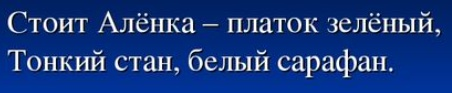 Стоит Алёнка – платок зелёный,
Тонкий стан, белый сарафан.